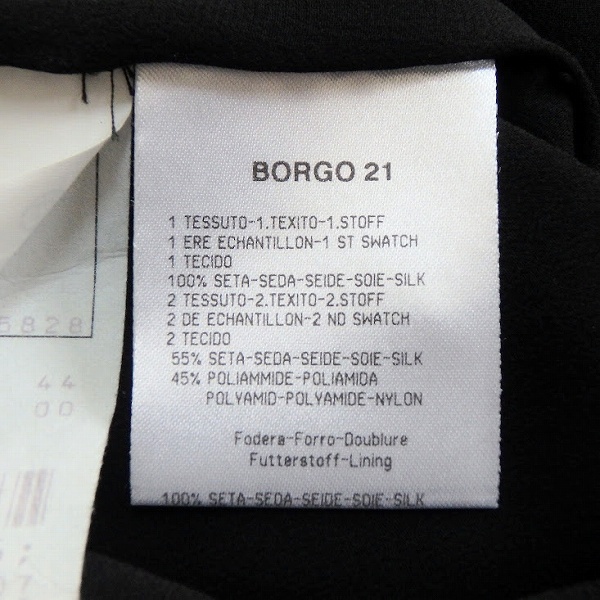 BORGO 21
1 TESSUTO-1.TEXITO-1.STOFF
1 ERE ECHANTILLON-1 ST SWATCH
1 TECIDO
100% SETA-SEDA-SEIDE-SOIE-SILK
2 TESSUTO-2.TEXITO-2.STOFF
2 DE ECHANTILLON-2 ND SWATCH
2 TECIDO
55% SETA-SEDA-SEIDE-SOIE-SILK
45% POLIAMMIDE-POLIAMIDA
POLYAMID-POLYAMIDE-NYLON
Fodera-Forro-Doublure
Futterstoff-Lining
100% SETA-SEDA-SEIDE-SOIE-SILK
5828
44
00